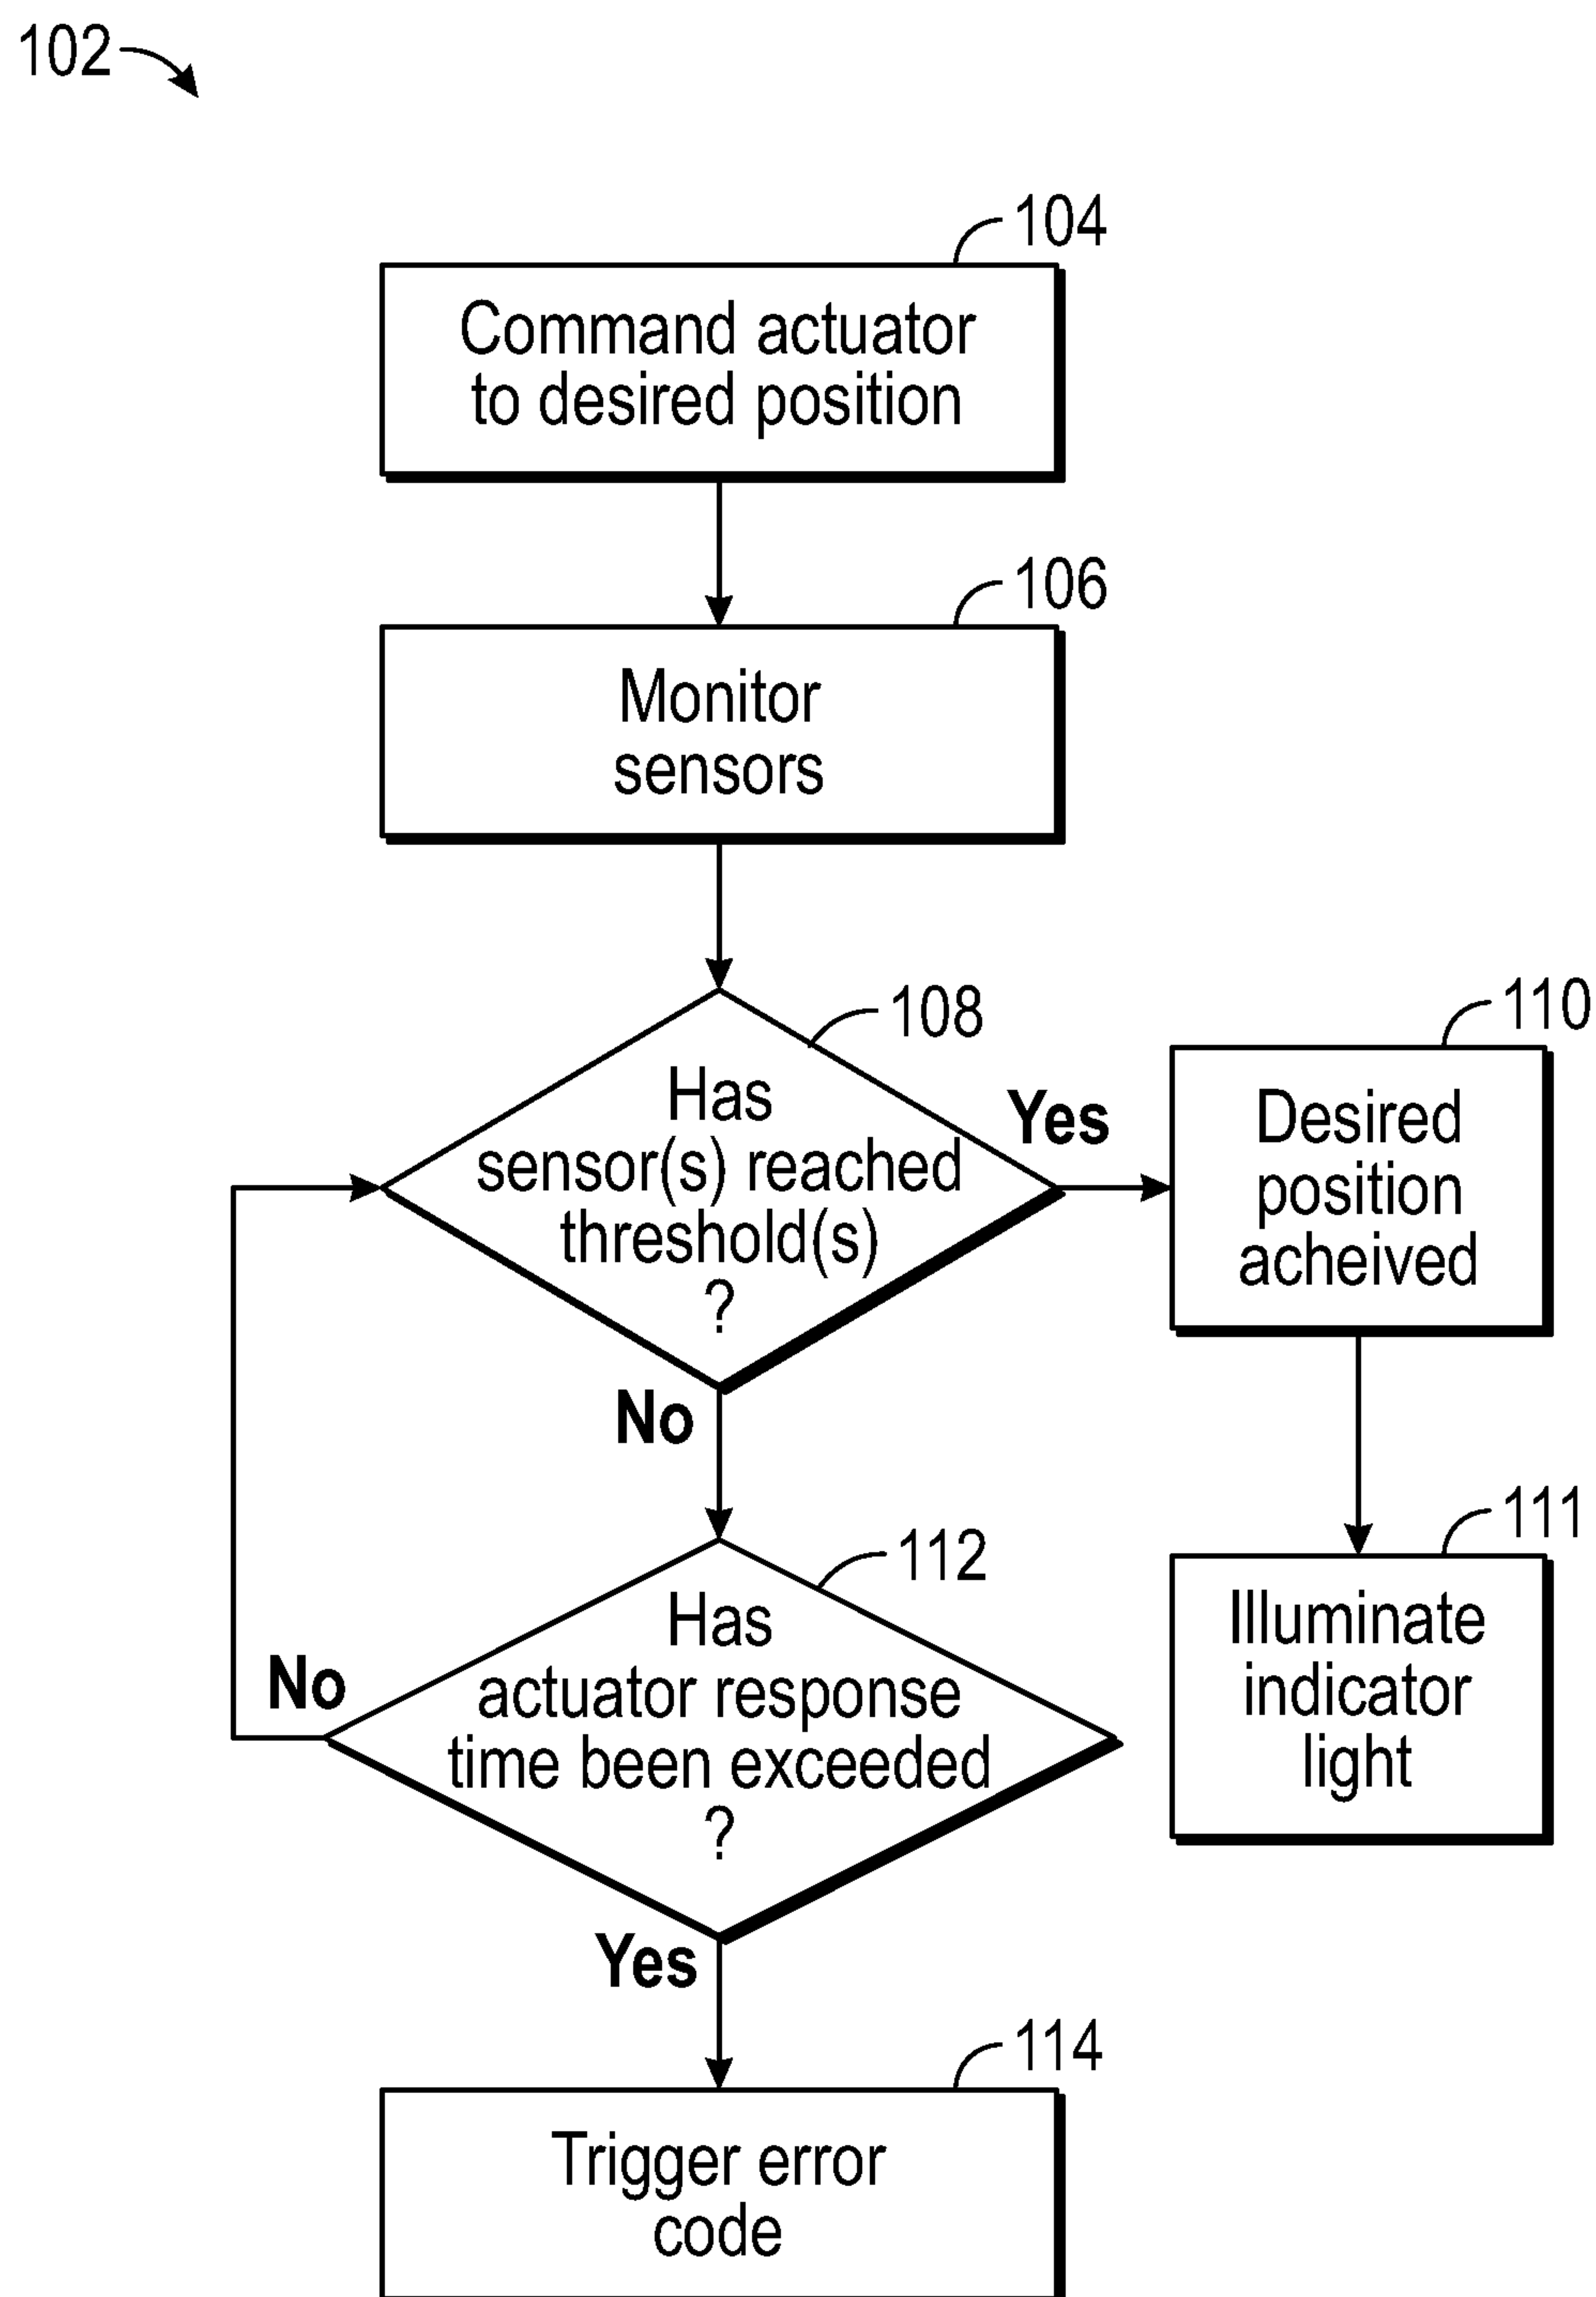 102
104
Command actuator
to desired position
106
Monitor
sensors
108
Has
sensor(s) reached
threshold(s)
?
Yes
110
Desired
position
acheived
No
111
Illuminate
indicator
light
112
Has
actuator response
time been exceeded
?
No
Yes
114
Trigger error
code